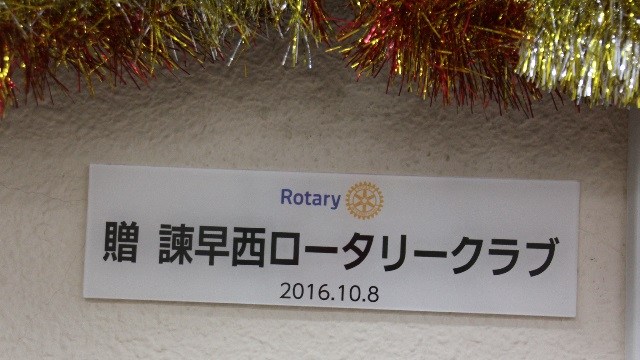 Rotary
贈 諫早西ロータリークラブ
2016.10.8